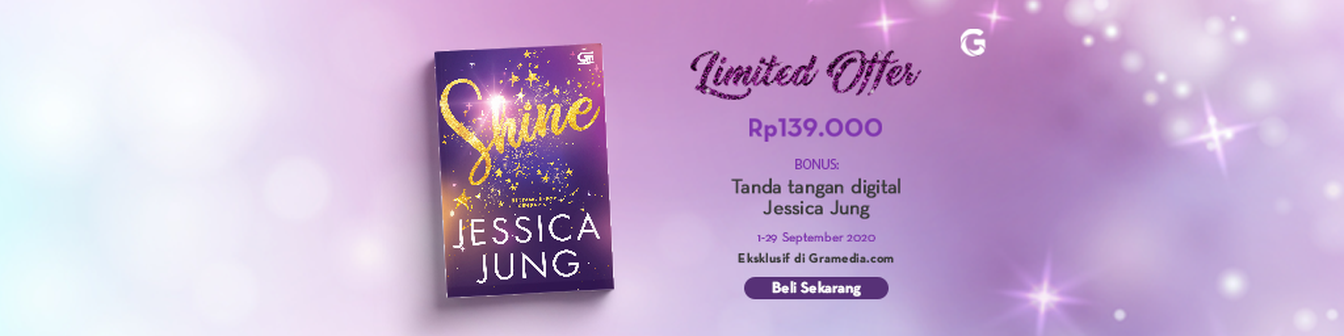 Shine
JESSICA
JUNG
Limited Offer
Rp139.000
BONUS:
Tanda tangan digital
Jessica Jung
1-29 September 2020
Eksklusif di Gramedia.com
Beli Sekarang
G